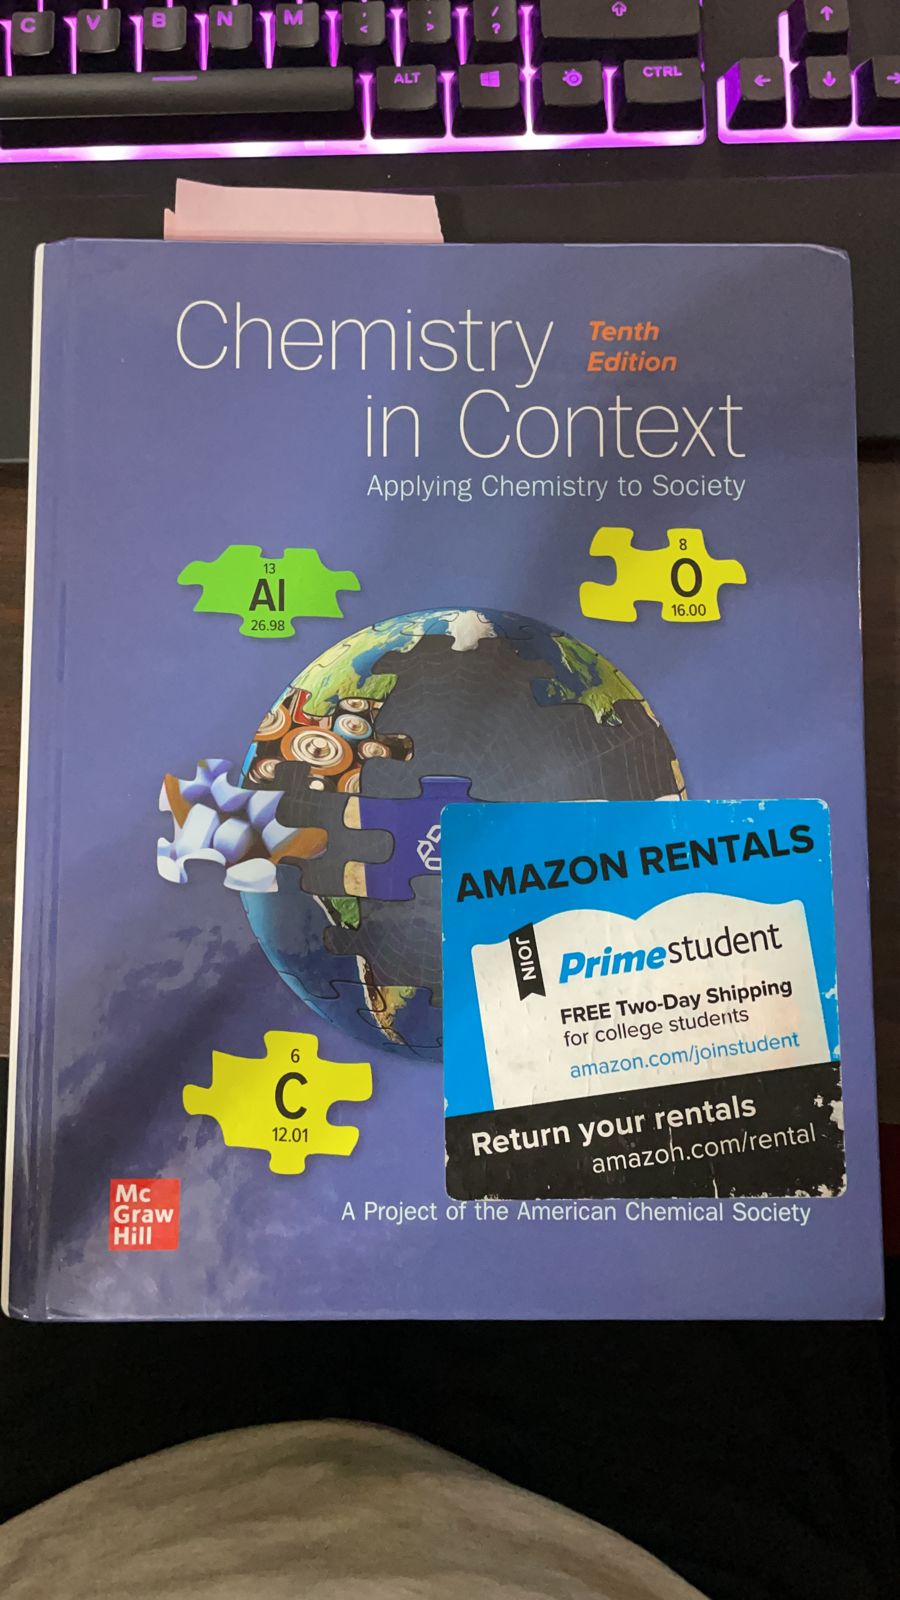 C V B N M ; < : > / ?
ALT CTRL
Chemistry
Tenth
Edition
in Context
Applying Chemistry to Society
13
Al
26.98
8
O
16.00
AMAZON RENTALS
JOIN
Primestudent
FREE Two-Day Shipping
for college students
amazon.com/joinstudent
Return your rentals
amazon.com/rental
6
C
12.01
Mc
Graw
Hill
A Project of the American Chemical Society